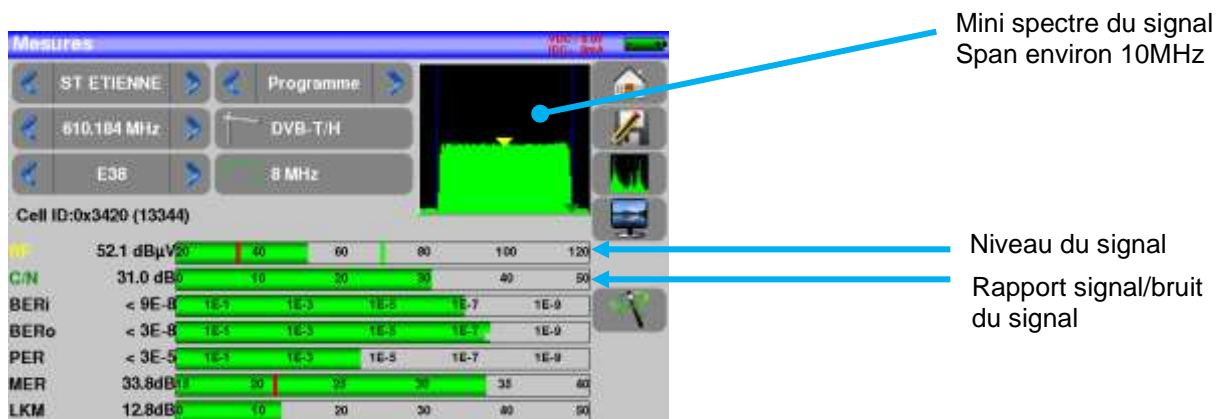 Mini spectre du signal
Span environ 10MHz
Mesures
ST ETIENNE Programme
610.184 MHz DVB-T/H
E38 8 MHz
Cell ID:0x3420 (13344)
RF 52.1 dBµV 20 40 60 80 100 120
Niveau du signal
C/N 31.0 dB 0 10 20 30 40 50
Rapport signal/bruit
du signal
BERi < 9E-8 1E-1 1E-3 1E-5 1E-7 1E-9
BERo < 3E-8 1E-1 1E-3 1E-5 1E-7 1E-9
PER < 3E-5 1E-1 1E-3 1E-5 1E-7 1E-9
MER 33.8dB 15 20 25 30 35 40
LKM 12.8dB 0 10 20 30 40 50